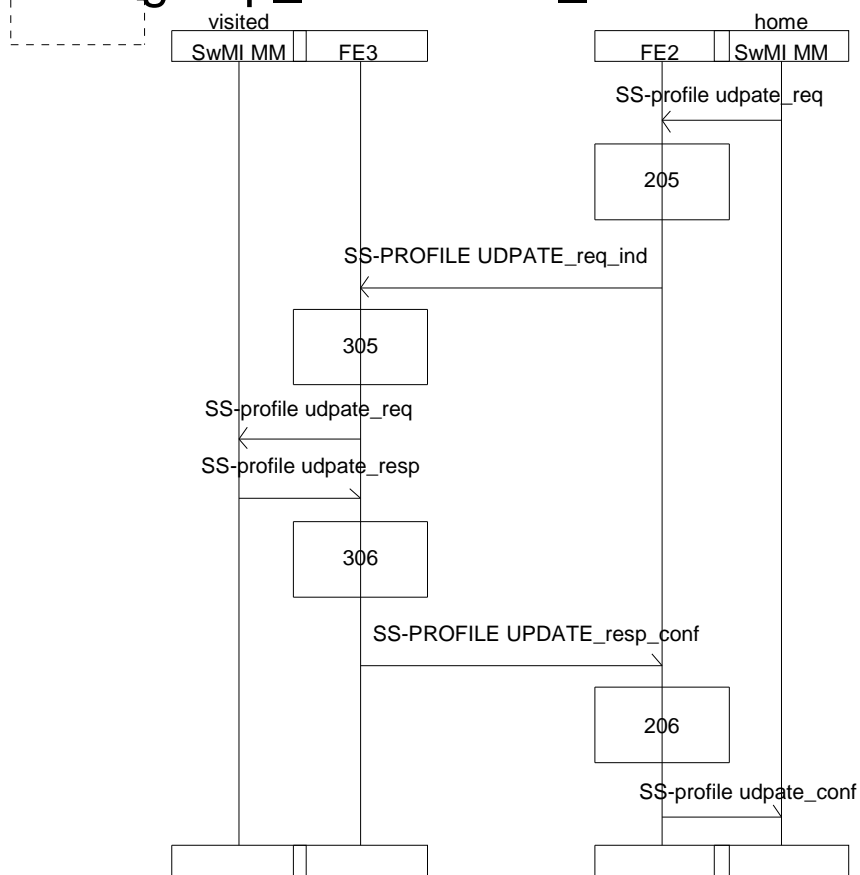 visited home
SwMI MM FE3 FE2 SwMI MM
SS-profile udpate_req
205
SS-PROFILE UDPATE_req_ind
305
SS-profile udpate_req
SS-profile udpate_resp
306
SS-PROFILE UPDATE_resp_conf
206
SS-profile udpate_conf